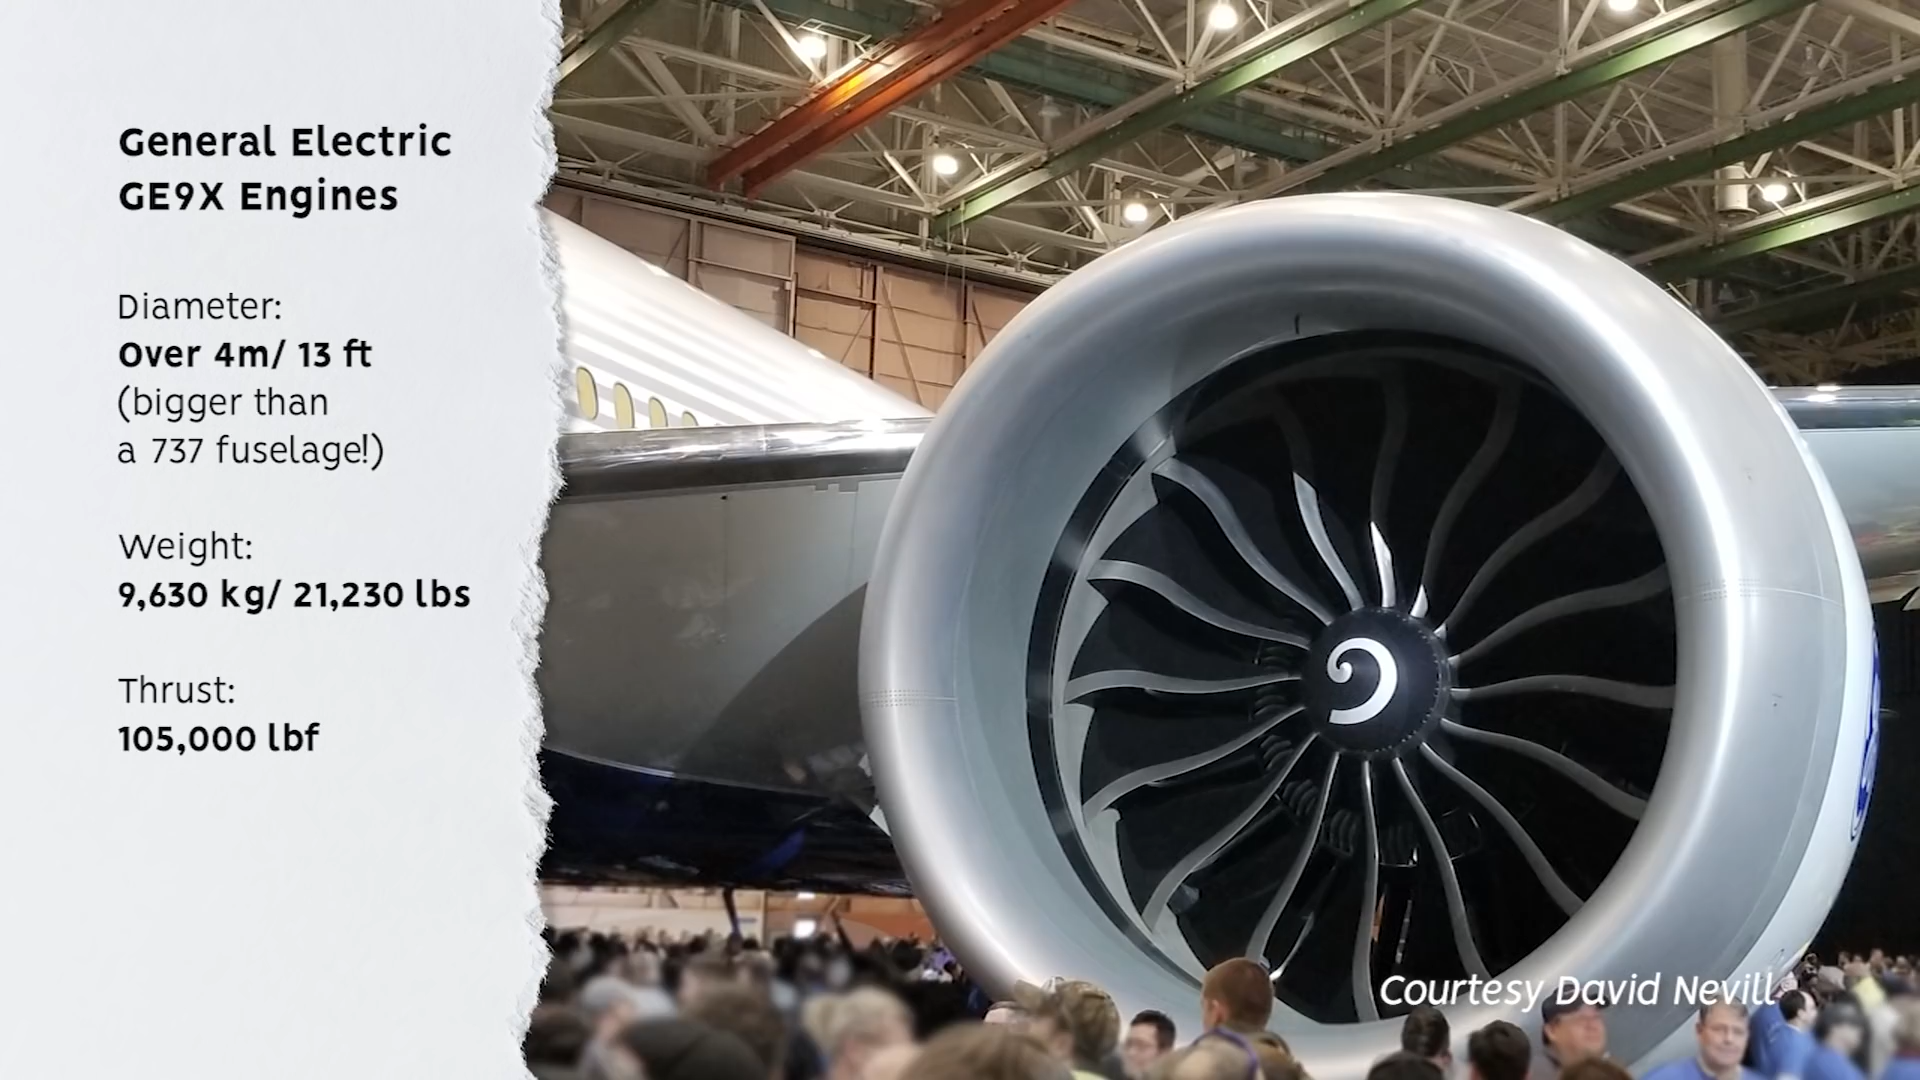 General Electric
GE9X Engines
Diameter:
Over 4m/ 13 ft
(bigger than
a 737 fuselage!)
Weight:
9,630 kg/ 21,230 lbs
Thrust:
105,000 lbf
Courtesy David Nevill